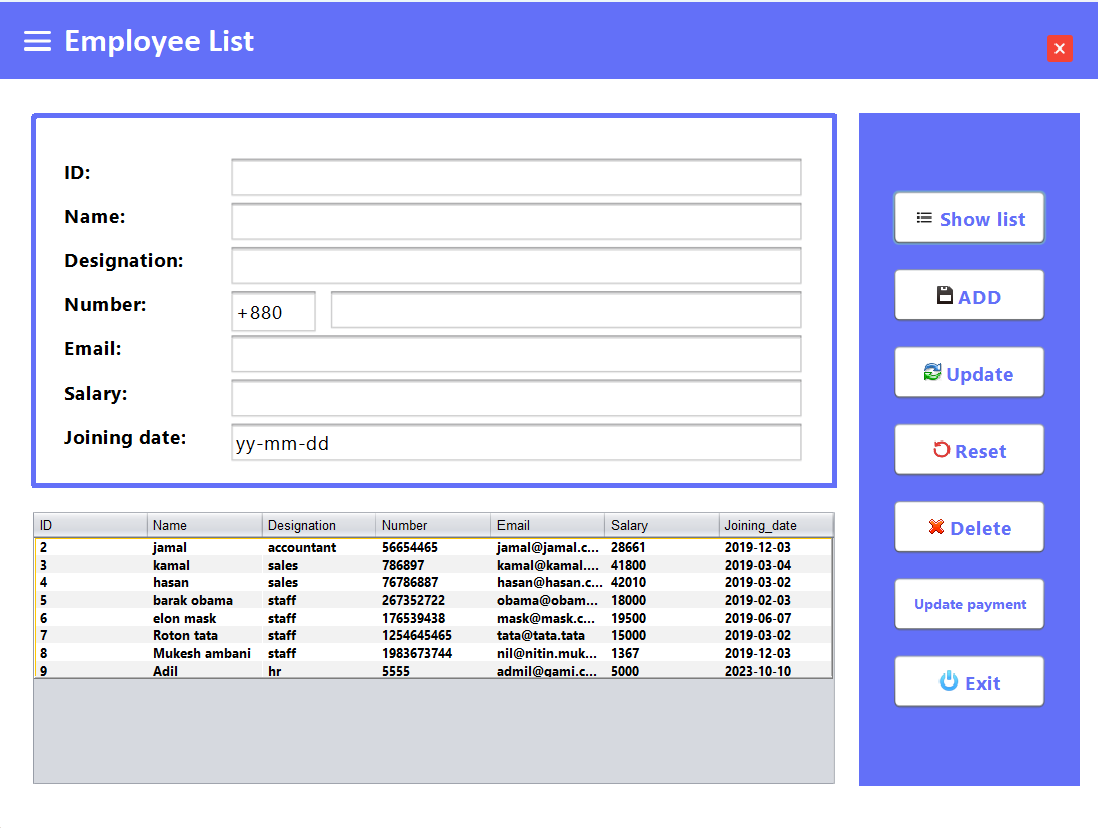 Employee List
x
ID:
Name:
Designation:
Number: +880
Email:
Salary:
Joining date: yy-mm-dd
Show list
ADD
Update
Reset
Delete
Update payment
Exit
ID Name Designation Number Email Salary Joining_date
2 jamal accountant 56654465 jamal@jamal.c... 28661 2019-12-03
3 kamal sales 786897 kamal@kamal.... 41800 2019-03-04
4 hasan sales 76786887 hasan@hasan.c... 42010 2019-03-02
5 barak obama staff 267352722 obama@obam... 18000 2019-02-03
6 elon mask staff 176539438 mask@mask.c... 19500 2019-06-07
7 Roton tata staff 1254645465 tata@tata.tata 15000 2019-03-02
8 Mukesh ambani staff 1983673744 nil@nitin.muk... 1367 2019-12-03
9 Adil hr 5555 admil@gami.c... 5000 2023-10-10